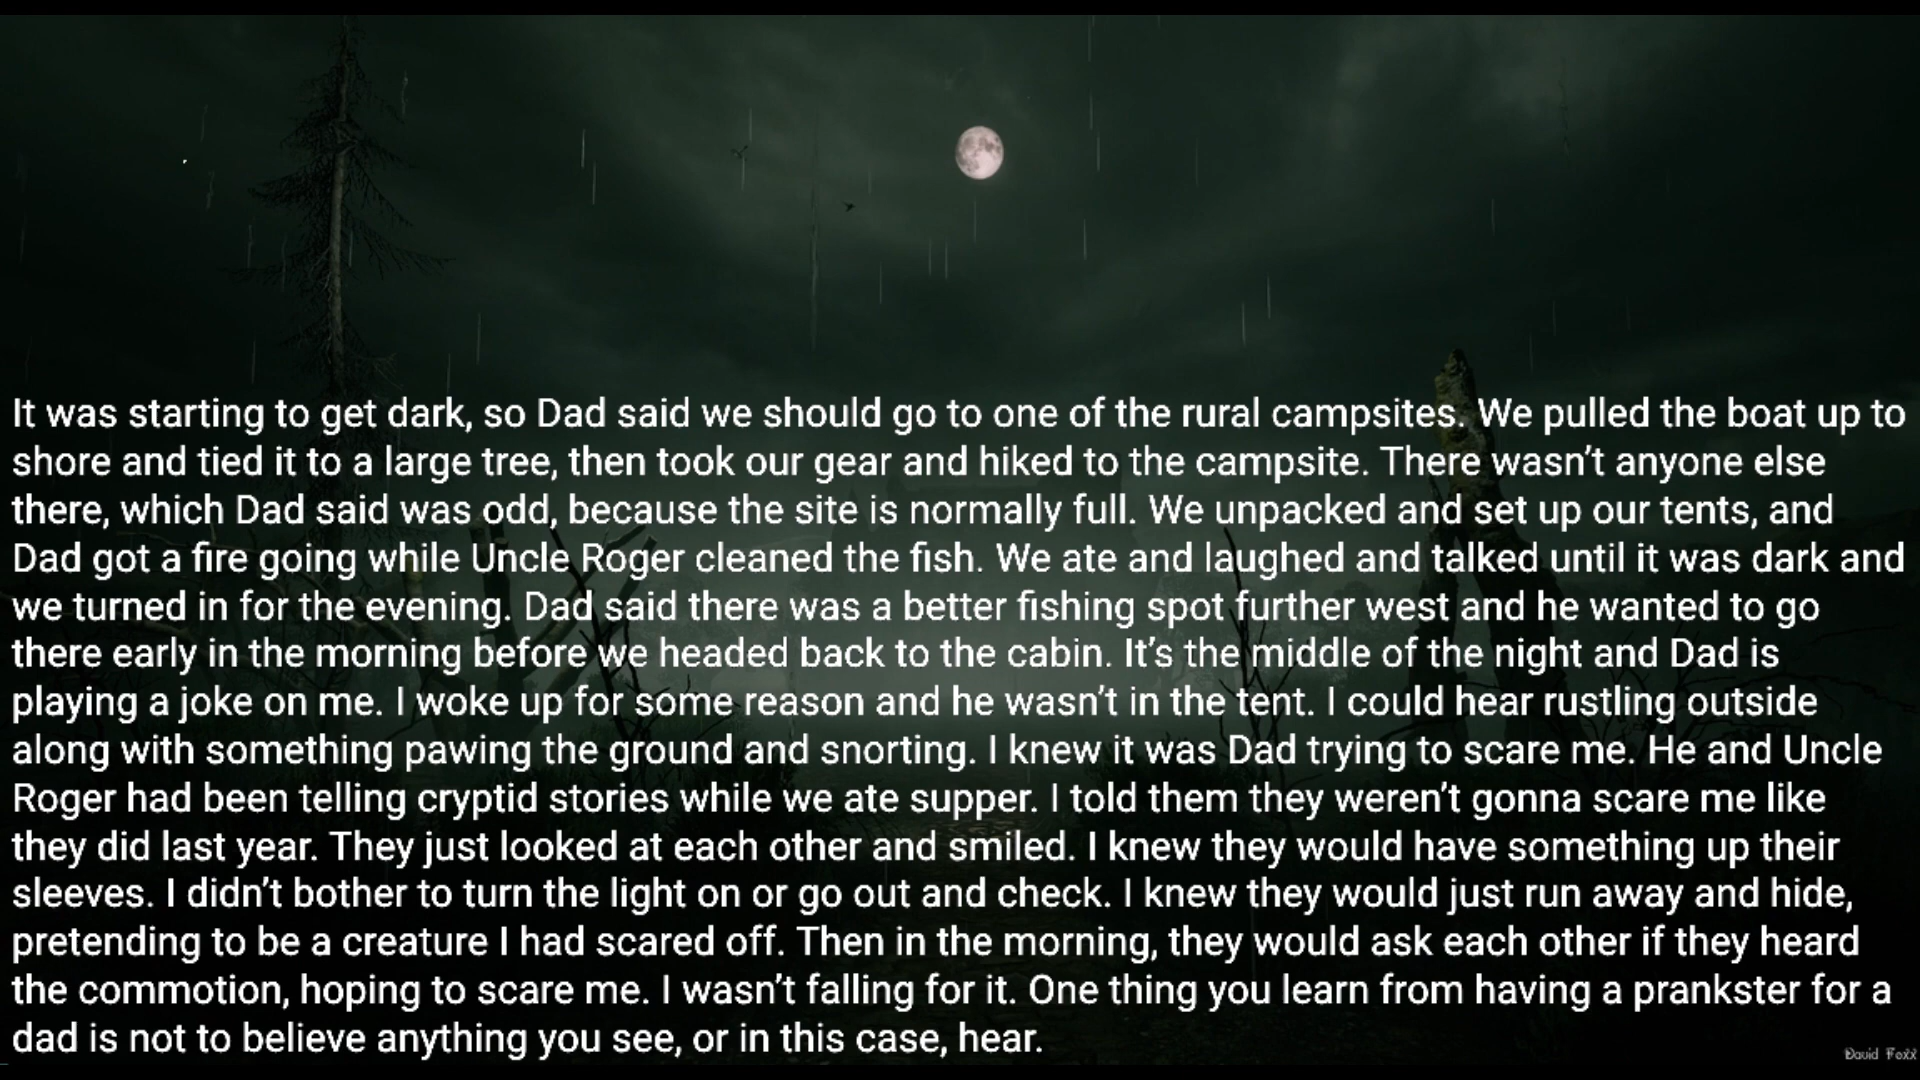 It was starting to get dark, so Dad said we should go to one of the rural campsites. We pulled the boat up to
shore and tied it to a large tree, then took our gear and hiked to the campsite. There wasn’t anyone else
there, which Dad said was odd, because the site is normally full. We unpacked and set up our tents, and
Dad got a fire going while Uncle Roger cleaned the fish. We ate and laughed and talked until it was dark and
we turned in for the evening. Dad said there was a better fishing spot further west and he wanted to go
there early in the morning before we headed back to the cabin. It’s the middle of the night and Dad is
playing a joke on me. I woke up for some reason and he wasn’t in the tent. I could hear rustling outside
along with something pawing the ground and snorting. I knew it was Dad trying to scare me. He and Uncle
Roger had been telling cryptid stories while we ate supper. I told them they weren’t gonna scare me like
they did last year. They just looked at each other and smiled. I knew they would have something up their
sleeves. I didn’t bother to turn the light on or go out and check. I knew they would just run away and hide,
pretending to be a creature I had scared off. Then in the morning, they would ask each other if they heard
the commotion, hoping to scare me. I wasn’t falling for it. One thing you learn from having a prankster for a
dad is not to believe anything you see, or in this case, hear.
David Foxx